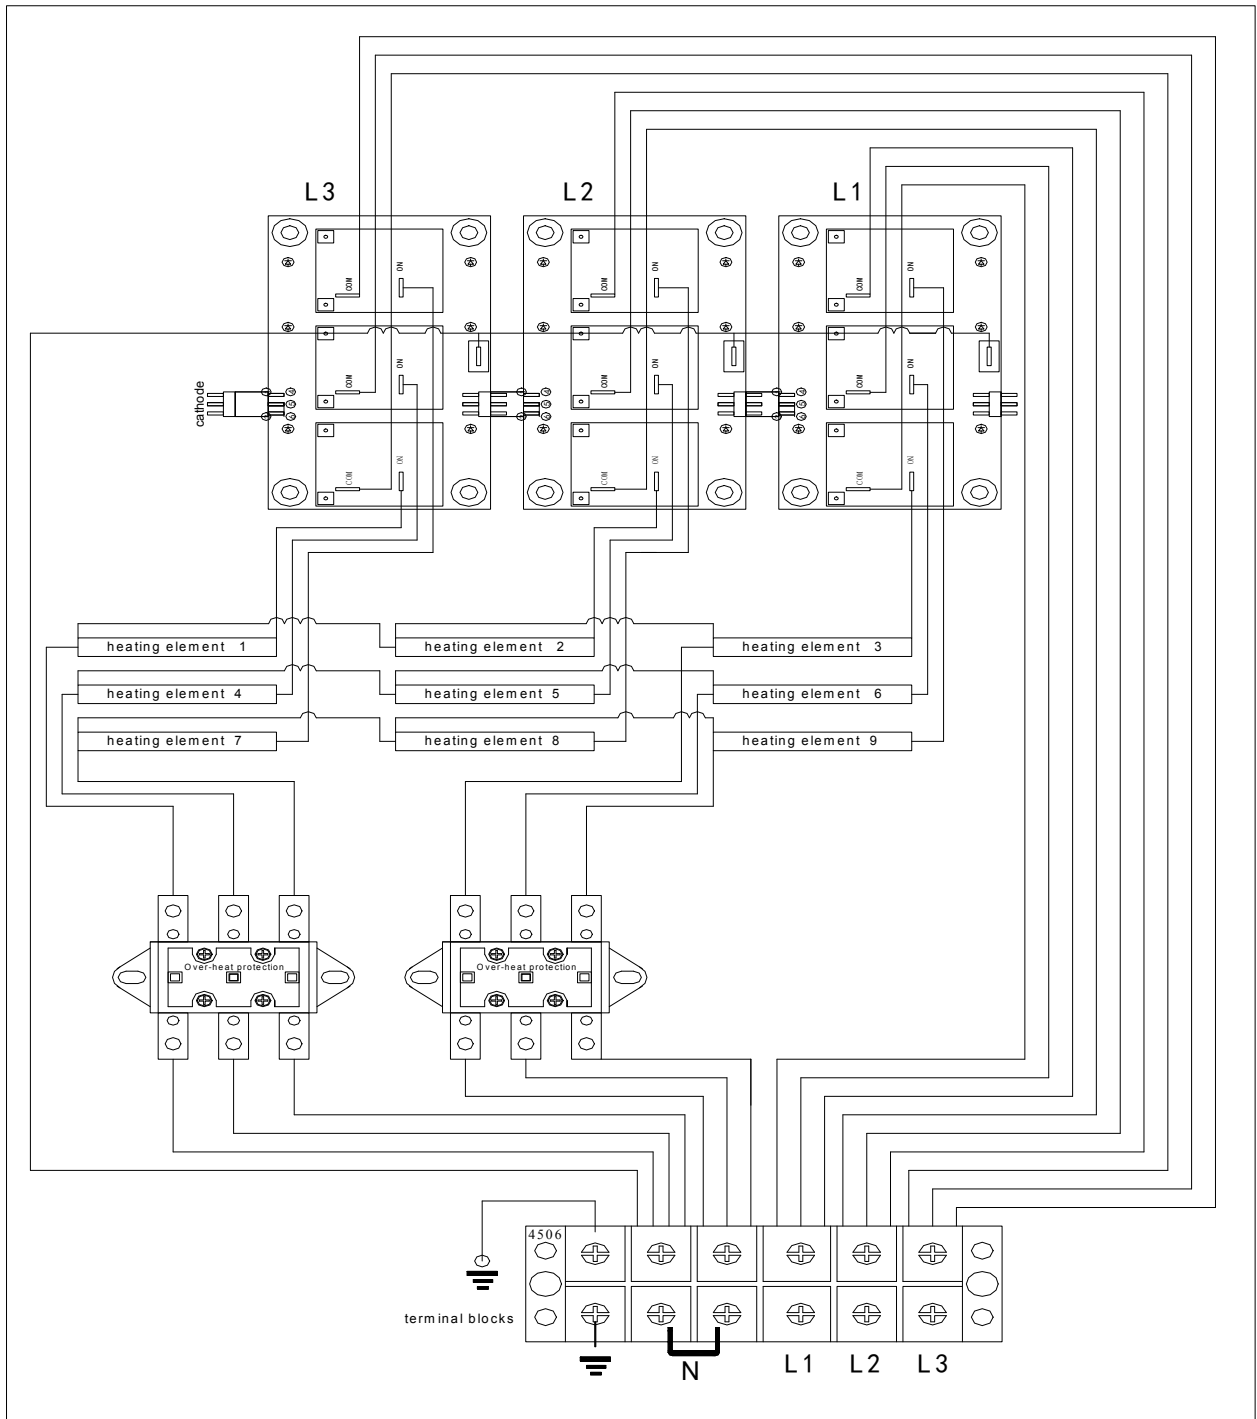 L3
L2
L1
COM
ON
COM
ON
COM
ON
COM
ON
COM
ON
COM
ON
cathode
COM
ON
COM
ON
COM
ON
heating element 1
heating element 2
heating element 3
heating element 4
heating element 5
heating element 6
heating element 7
heating element 8
heating element 9
Over-heat protection
Over-heat protection
4506
terminal blocks
N
L1
L2
L3